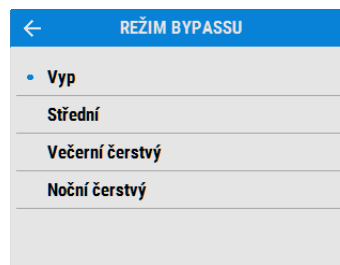 REŽIM BYPASSU
Vyp
Střední
Večerní čerstvý
Noční čerstvý